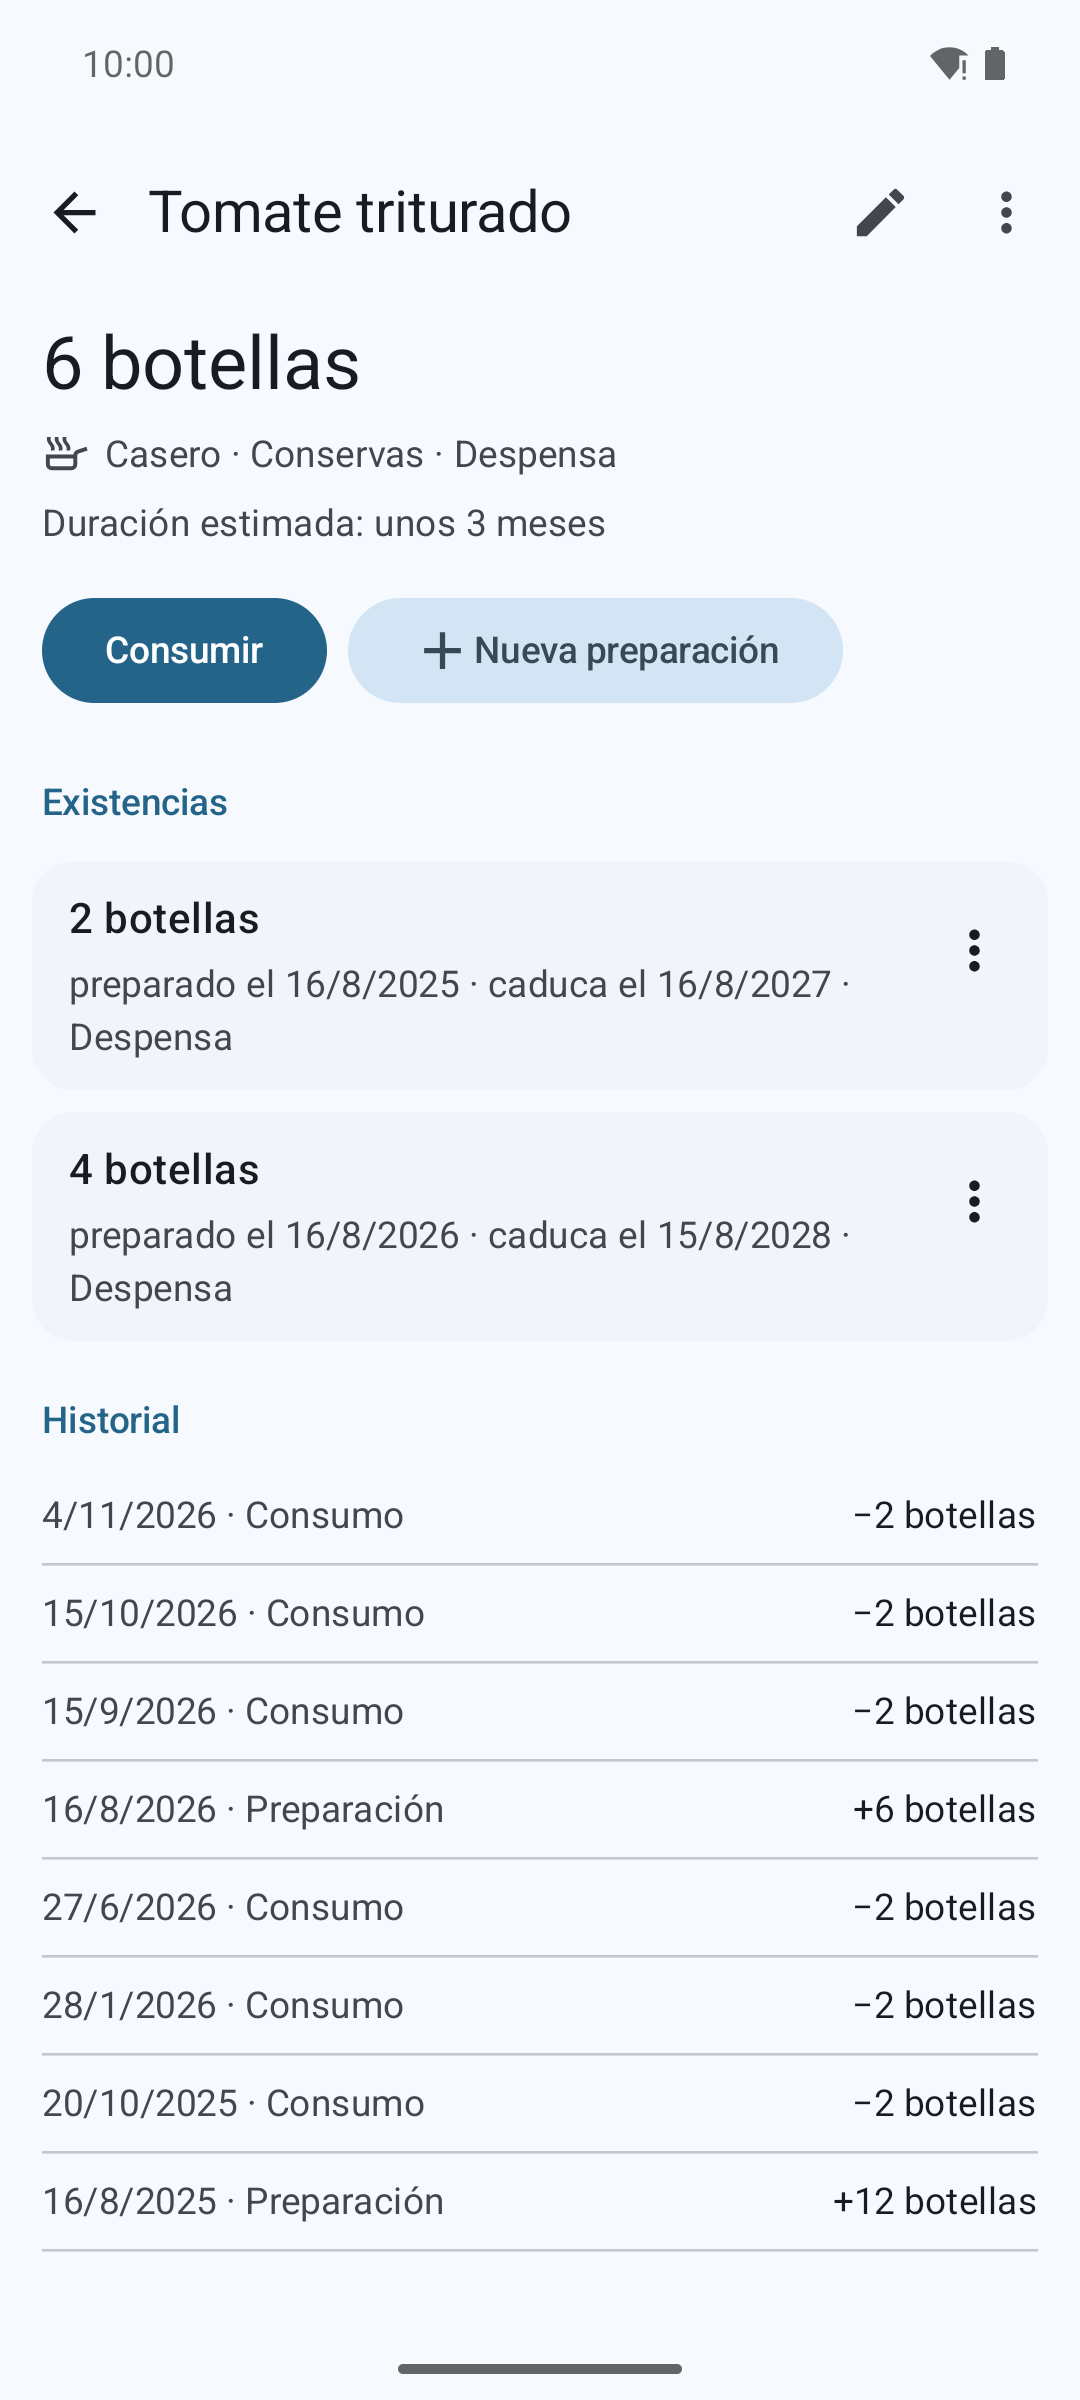 10:00
Tomate triturado
6 botellas
Casero · Conservas · Despensa
Duración estimada: unos 3 meses
Consumir
Nueva preparación
Existencias
2 botellas
preparado el 16/8/2025 · caduca el 16/8/2027 ·
Despensa
4 botellas
preparado el 16/8/2026 · caduca el 15/8/2028 ·
Despensa
Historial
4/11/2026 · Consumo −2 botellas
15/10/2026 · Consumo −2 botellas
15/9/2026 · Consumo −2 botellas
16/8/2026 · Preparación +6 botellas
27/6/2026 · Consumo −2 botellas
28/1/2026 · Consumo −2 botellas
20/10/2025 · Consumo −2 botellas
16/8/2025 · Preparación +12 botellas